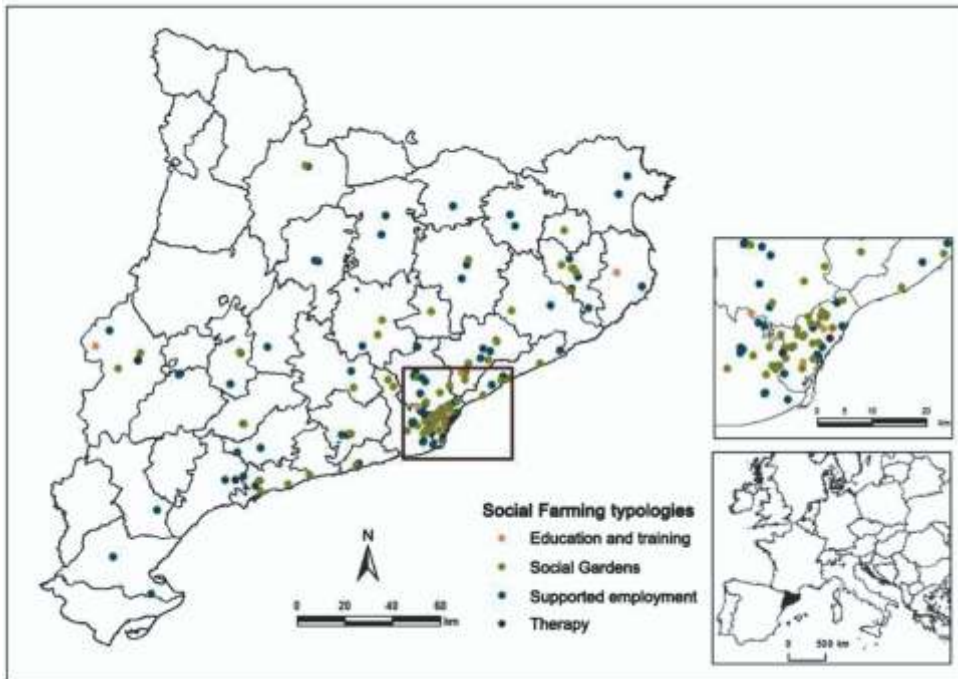 0 5 10 20
km
Social Farming typologies
N
Education and training
Social Gardens
Supported employment
Therapy
0 20 40 60
km
0 500 km